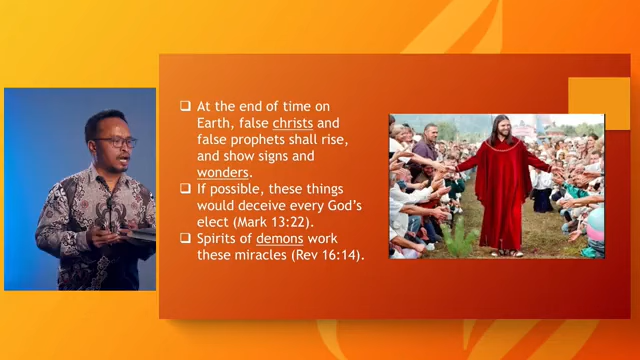 ❑ At the end of time on
Earth, false christs and
false prophets shall rise,
and show signs and
wonders.
❑ If possible, these things
would deceive every God’s
elect (Mark 13:22).
❑ Spirits of demons work
these miracles (Rev 16:14).